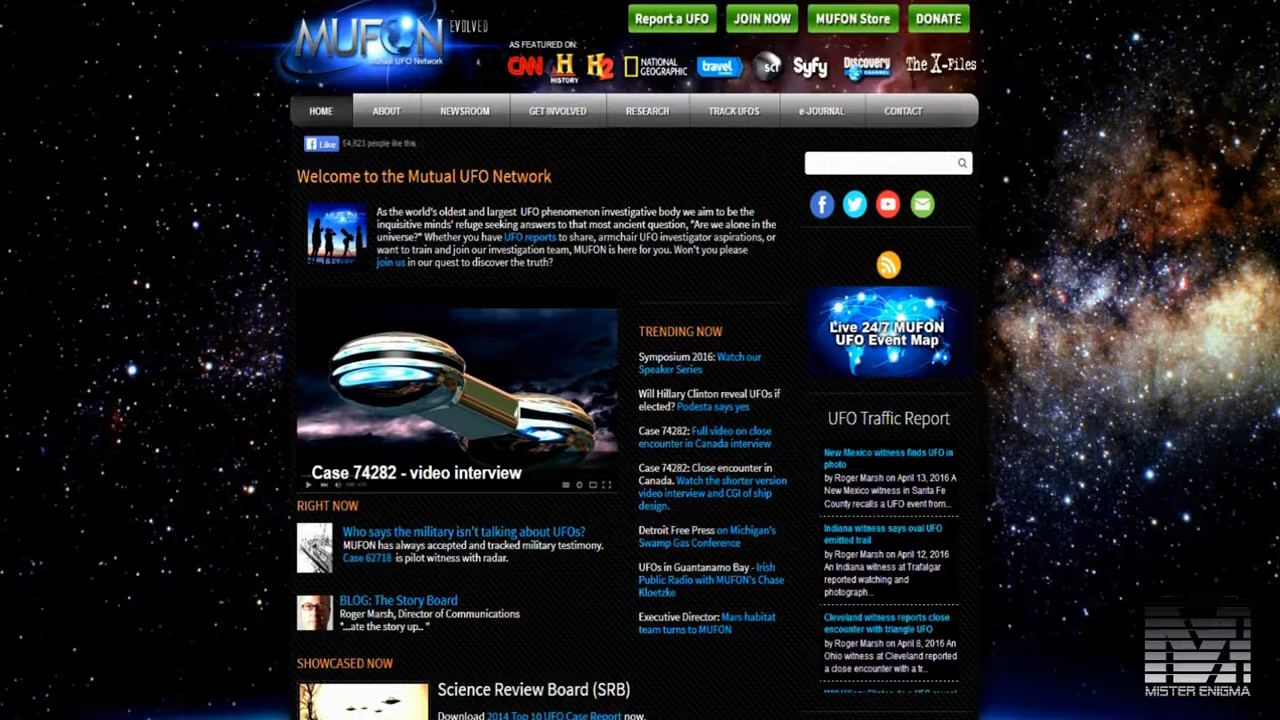 MUFON
EVOLVED
Mutual UFO Network
Report a UFO
JOIN NOW
MUFON Store
DONATE
AS FEATURED ON:
CNN
H
HISTORY
H2
NATIONAL
GEOGRAPHIC
travel
sci
Syfy
Discovery
CHANNEL
The X-Files
HOME
ABOUT
NEWSROOM
GET INVOLVED
RESEARCH
TRACK UFOS
e-JOURNAL
CONTACT
Like
54,823 people like this
Welcome to the Mutual UFO Network
MUFON
As the world's oldest and largest UFO phenomenon investigative body we aim to be the
inquisitive minds' refuge seeking answers to that most ancient question, "Are we alone in the
universe?" Whether you have UFO reports to share, armchair UFO investigator aspirations, or
want to train and join our investigation team, MUFON is here for you. Won't you please
join us in our quest to discover the truth?
Case 74282 - video interview
RIGHT NOW
Who says the military isn't talking about UFOs?
MUFON has always accepted and tracked military testimony.
Case 62718 is pilot witness with radar.
BLOG: The Story Board
Roger Marsh, Director of Communications
"...ate the story up.. "
SHOWCASED NOW
Science Review Board (SRB)
Download 2014 Top 10 UFO Case Report now.
TRENDING NOW
Symposium 2016: Watch our
Speaker Series
Will Hillary Clinton reveal UFOs if
elected? Podesta says yes
Case 74282: Full video on close
encounter in Canada interview
Case 74282: Close encounter in
Canada. Watch the shorter version
video interview and CGI of ship
design.
Detroit Free Press on Michigan's
Swamp Gas Conference
UFOs in Guantanamo Bay - Irish
Public Radio with MUFON's Chase
Kloetzke
Executive Director: Mars habitat
team turns to MUFON
Live 24/7 MUFON
UFO Event Map
UFO Traffic Report
New Mexico witness finds UFO in
photo
by Roger Marsh on April 13, 2016 A
New Mexico witness in Santa Fe
County recalls a UFO event from...
Indiana witness says oval UFO
emitted trail
by Roger Marsh on April 12, 2016
An Indiana witness at Trafalgar
reported watching and
photograph...
Cleveland witness reports close
encounter with triangle UFO
by Roger Marsh on April 8, 2016 An
Ohio witness at Cleveland reported
a close encounter with a tr...
MISTER ENIGMA